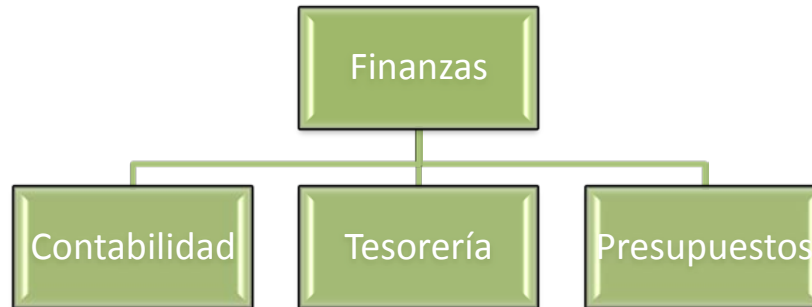 Finanzas
Contabilidad
Tesorería
Presupuestos